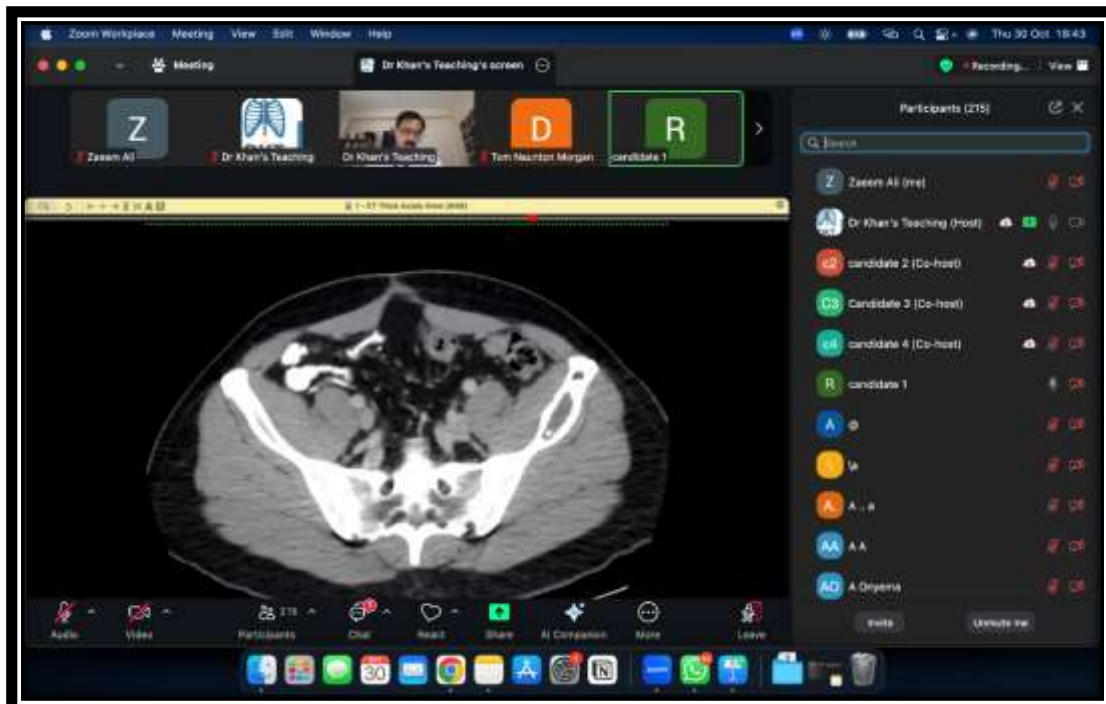 Zoom Workplace Meeting View Edit Window Help
Thu 30 Oct 18:43
Meeting
Dr Khan's Teaching's screen
Recording...
View
Z
Zaeem Ali
Dr Khan's Teaching
Dr Khan's Teaching
D
Tom Naunton Morgan
R
candidate 1
Participants (215)
Search
Z Zaeem Ali (me)
Dr Khan's Teaching (Host)
c2 candidate 2 (Co-host)
C3 Candidate 3 (Co-host)
c4 candidate 4 (Co-host)
R candidate 1
A
A A .. a
AA A A
AO A Onyema
Invite
Unmute me
Audio
Video
Participants
Chat
React
Share
AI Companion
More
Leave
30